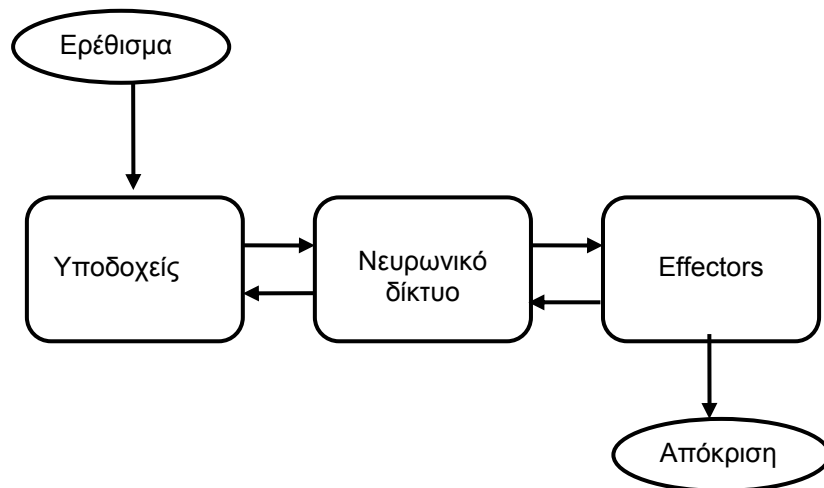 Ερέθισμα
Υποδοχείς
Νευρωνικό
δίκτυο
Effectors
Απόκριση